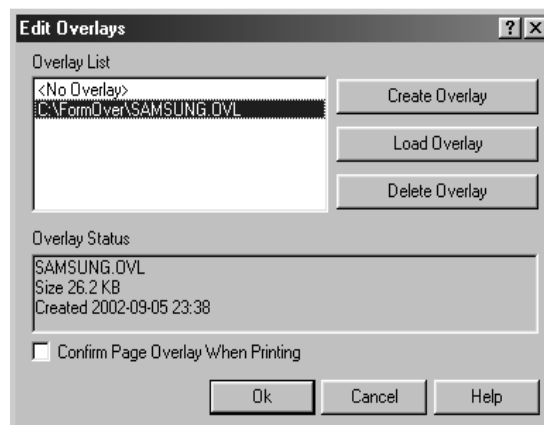 Edit Overlays
Overlay List
<No Overlay>
C:\FormOver\SAMSUNG.OVL
Create Overlay
Load Overlay
Delete Overlay
Overlay Status
SAMSUNG.OVL
Size 26.2 KB
Created 2002-09-05 23:38
Confirm Page Overlay When Printing
Ok Cancel Help